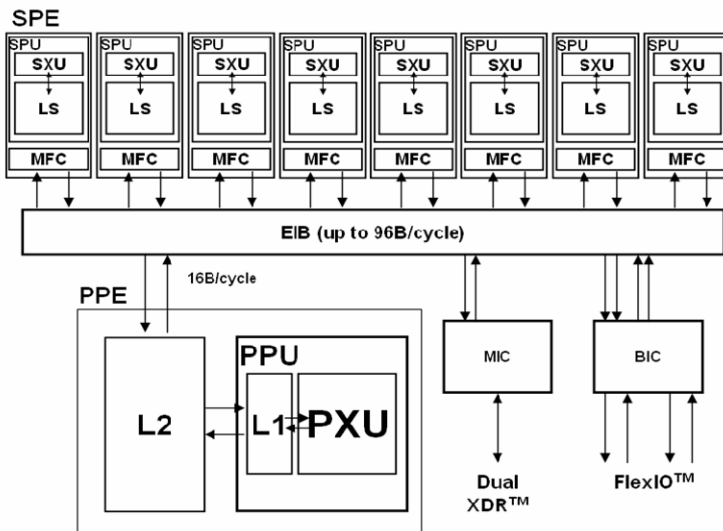 SPE
SPU SPU SPU SPU SPU SPU SPU SPU
SXU SXU SXU SXU SXU SXU SXU SXU
LS LS LS LS LS LS LS LS
MFC MFC MFC MFC MFC MFC MFC MFC
EIB (up to 96B/cycle)
16B/cycle
PPE
PPU
L2
L1
PXU
MIC
BIC
Dual
XDR™
FlexIO™